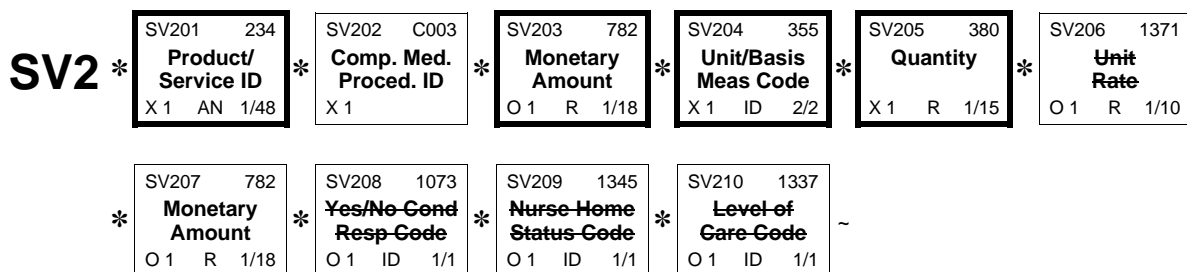 SV2 * SV201 234 * SV202 C003 * SV203 782 * SV204 355 * SV205 380 * SV206 1371
Product/ Comp. Med. Monetary Unit/Basis Quantity Unit
Service ID Proced. ID Amount Meas Code Rate
X 1 AN 1/48 X 1 O 1 R 1/18 X 1 ID 2/2 X 1 R 1/15 O 1 R 1/10
* SV207 782 * SV208 1073 * SV209 1345 * SV210 1337 ~
Monetary Yes/No Cond Nurse Home Level of
Amount Resp Code Status Code Care Code
O 1 R 1/18 O 1 ID 1/1 O 1 ID 1/1 O 1 ID 1/1